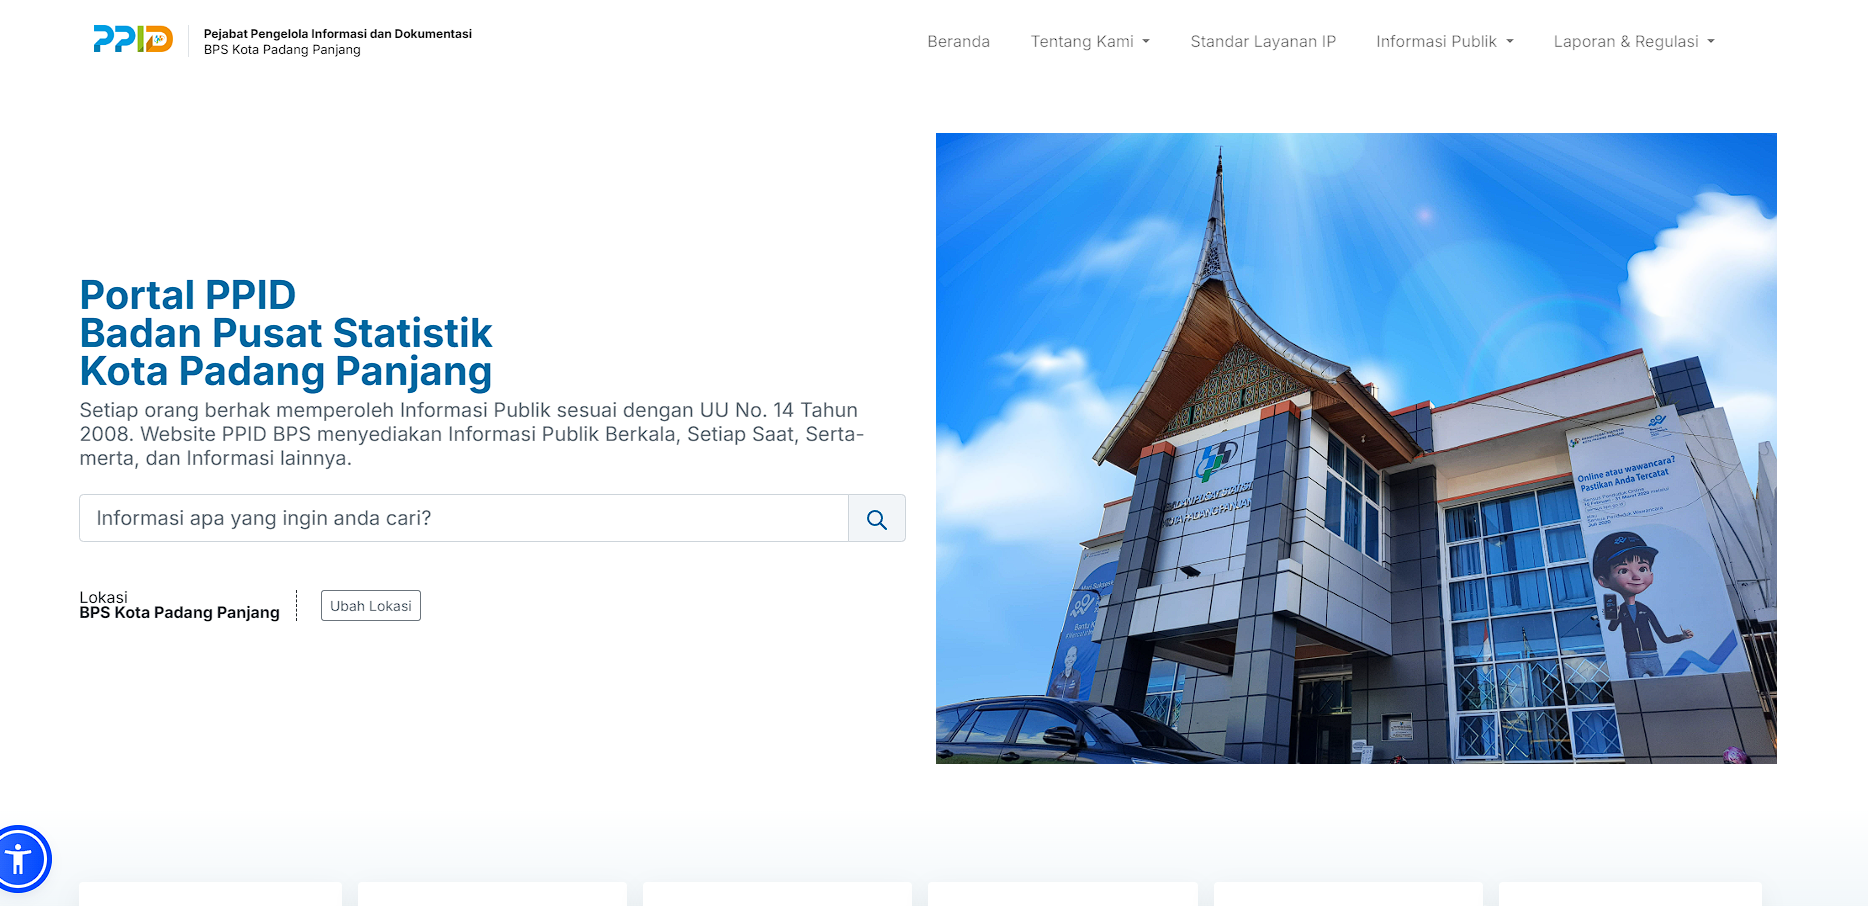 PPID
Pejabat Pengelola Informasi dan Dokumentasi
BPS Kota Padang Panjang
Beranda
Tentang Kami
Standar Layanan IP
Informasi Publik
Laporan & Regulasi
Portal PPID
Badan Pusat Statistik
Kota Padang Panjang
Setiap orang berhak memperoleh Informasi Publik sesuai dengan UU No. 14 Tahun
2008. Website PPID BPS menyediakan Informasi Publik Berkala, Setiap Saat, Serta-
merta, dan Informasi lainnya.
Informasi apa yang ingin anda cari?
Lokasi
BPS Kota Padang Panjang
Ubah Lokasi
BADAN PUSAT STATISTIK
KOTA PADANG PANJANG
Online atau wawancara?
Pastikan Anda Tercatat